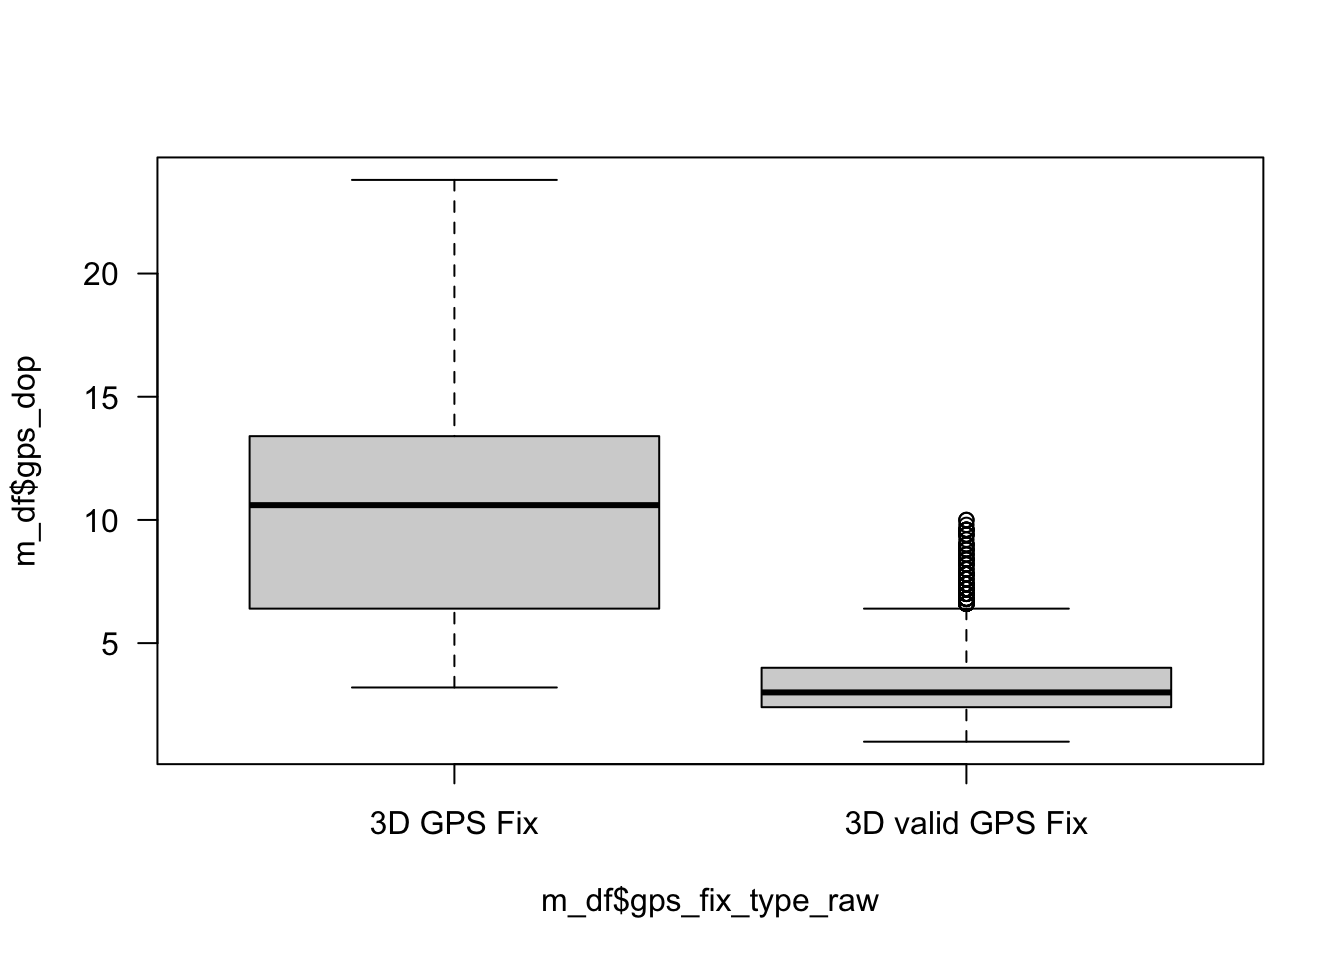 20
15
10
5
m_df$gps_dop
3D GPS Fix
3D valid GPS Fix
m_df$gps_fix_type_raw